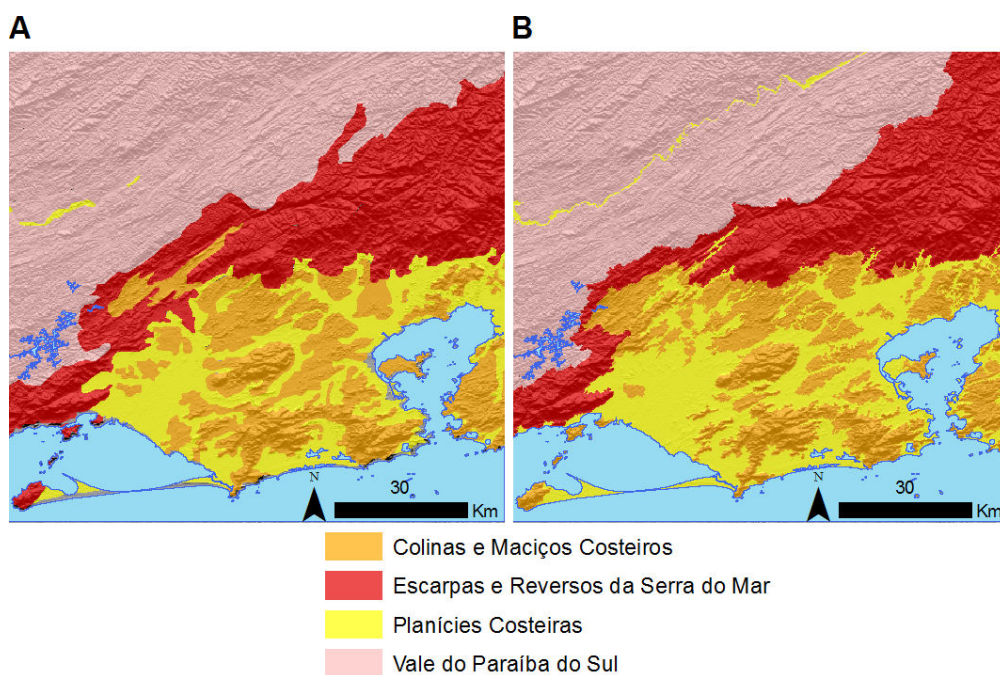 A
B
N
30
Km
N
30
Km
Colinas e Maciços Costeiros
Escarpas e Reversos da Serra do Mar
Planícies Costeiras
Vale do Paraíba do Sul